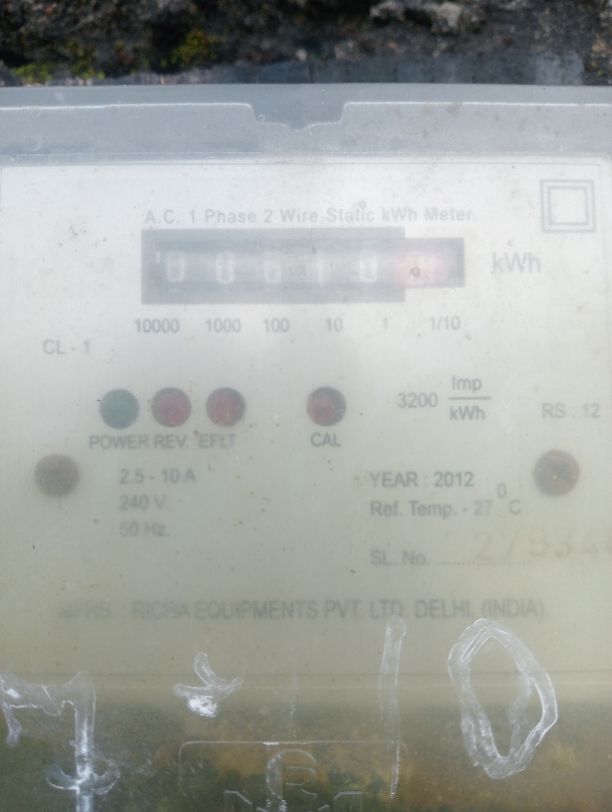 A.C. 1 Phase 2 Wire Static kWh Meter.
kWh
10000 1000 100 10 1 1/10
CL - 1
3200 Imp/kWh
RS : 12
POWER REV. EFLT CAL
2.5 - 10 A
YEAR : 2012
240 V.
Ref. Temp. - 27 0 C
50 Hz.
SL. No.
MFRS. : RICHA EQUIPMENTS PVT. LTD. DELHI. (INDIA).
10